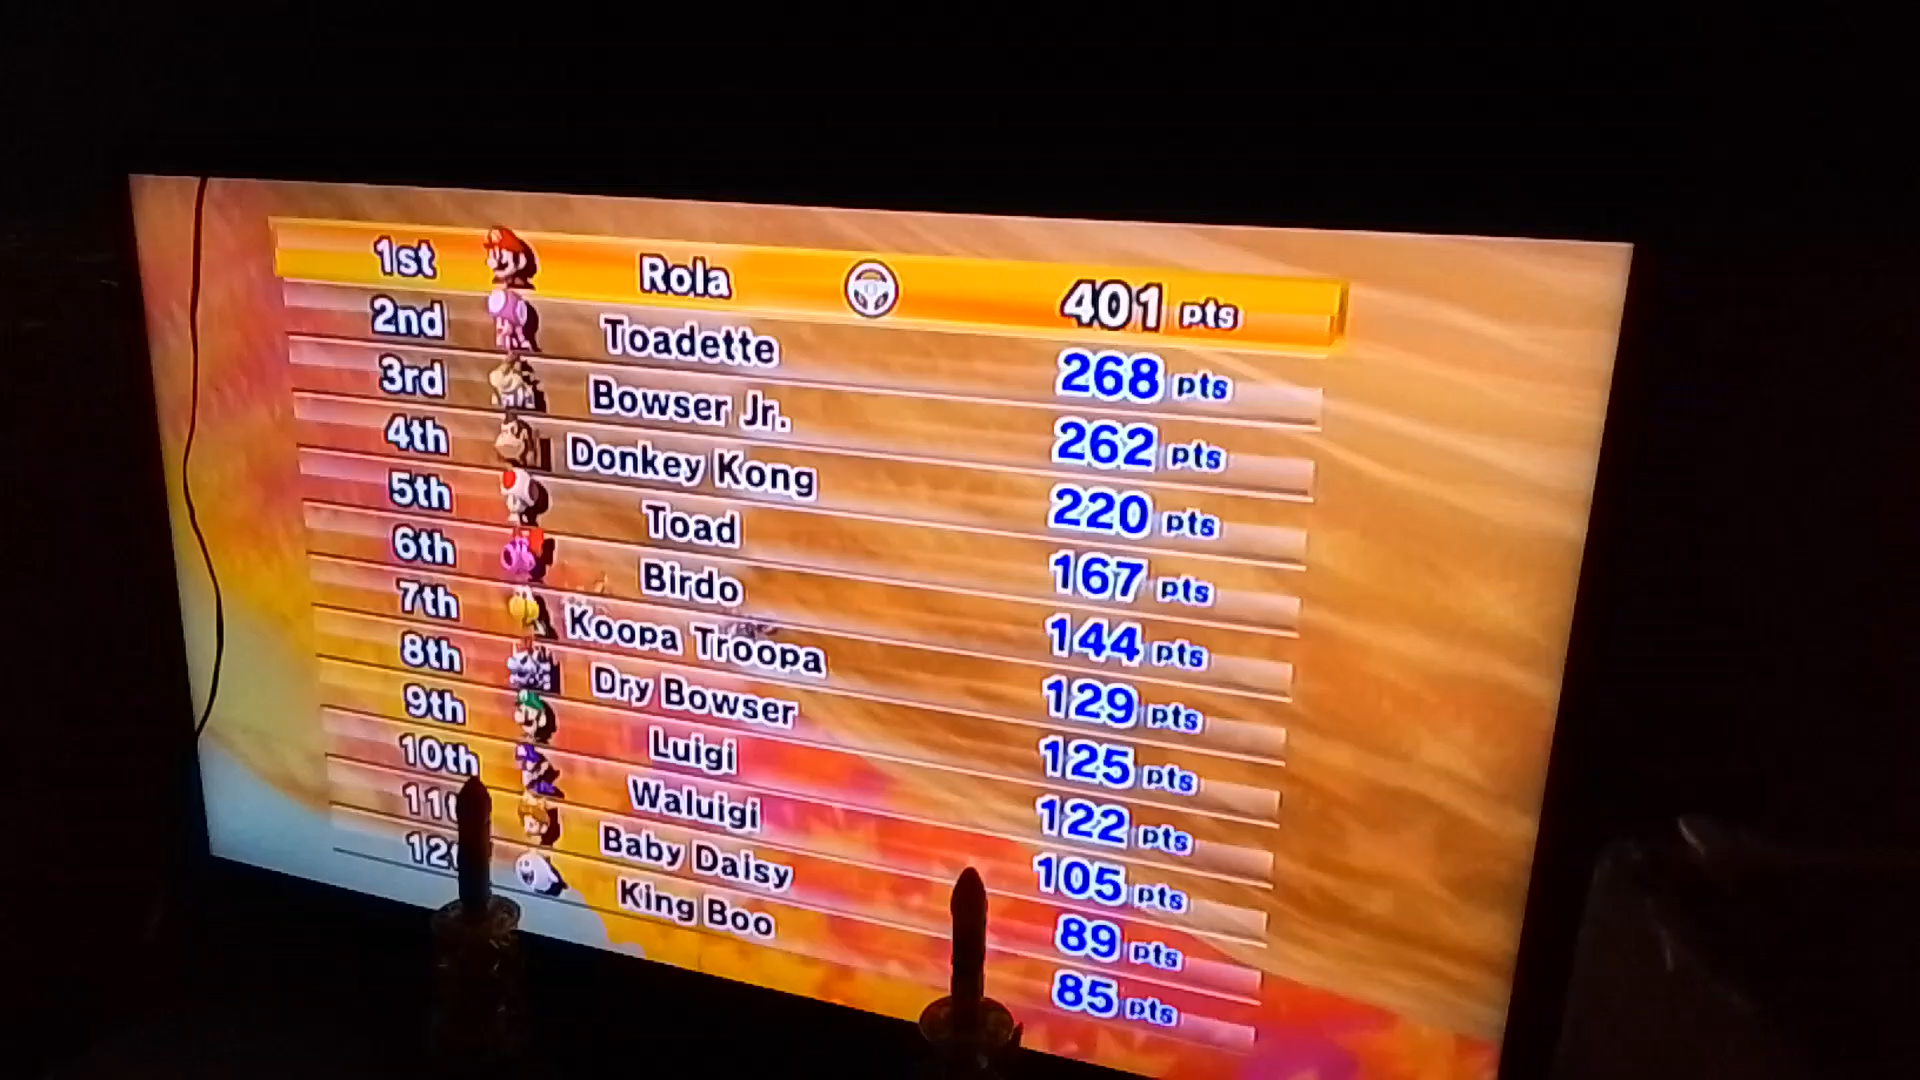 1st Rola 401 pts
2nd Toadette 268 pts
3rd Bowser Jr. 262 pts
4th Donkey Kong 220 pts
5th Toad 167 pts
6th Birdo 144 pts
7th Koopa Troopa 129 pts
8th Dry Bowser 125 pts
9th Luigi 122 pts
10th Waluigi 105 pts
11 Baby Daisy 89 pts
12 King Boo 85 pts